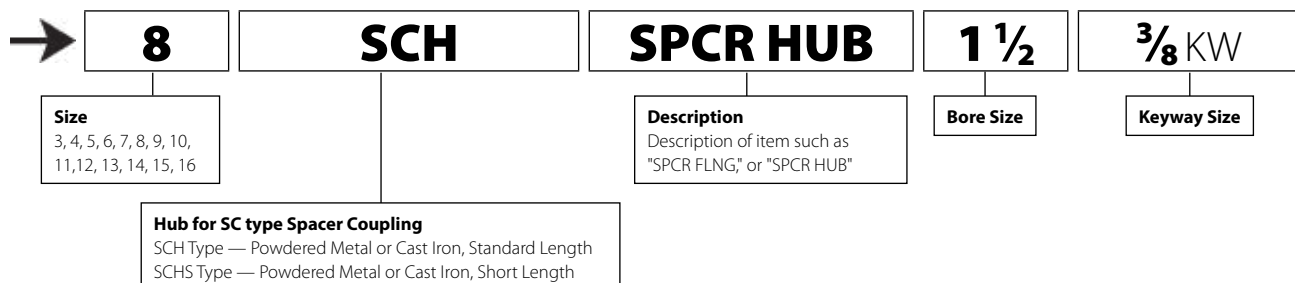 8 SCH SPCR HUB 1 ½ ⅜ KW
Size
3, 4, 5, 6, 7, 8, 9, 10,
11,12, 13, 14, 15, 16
Description
Description of item such as
"SPCR FLNG," or "SPCR HUB"
Bore Size
Keyway Size
Hub for SC type Spacer Coupling
SCH Type — Powdered Metal or Cast Iron, Standard Length
SCHS Type — Powdered Metal or Cast Iron, Short Length